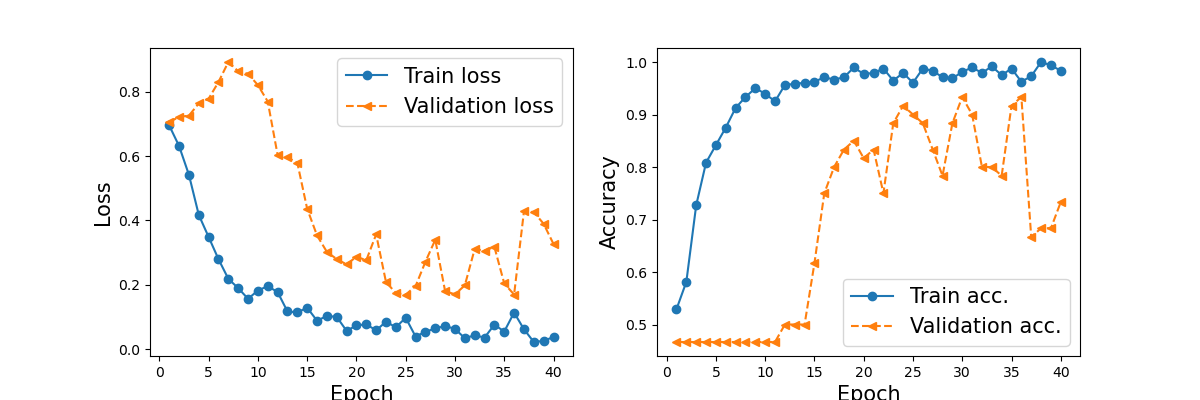 Train loss
Validation loss
Loss
0.8
0.6
0.4
0.2
0.0
0 5 10 15 20 25 30 35 40
Epoch
Train acc.
Validation acc.
Accuracy
1.0
0.9
0.8
0.7
0.6
0.5
0 5 10 15 20 25 30 35 40
Epoch